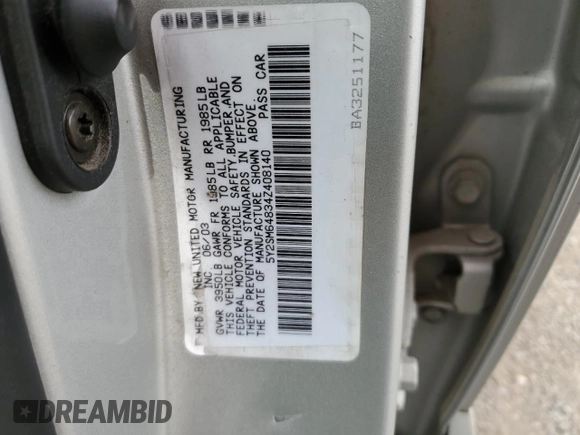 MFD.BY NEW UNITED MOTOR MANUFACTURING
INC. 06/03
GVWR 3950LB GAWR FR 1985LB RR 1985LB
THIS VEHICLE CONFORMS TO ALL APPLICABLE
FEDERAL MOTOR VEHICLE SAFETY,BUMPER,AND
THEFT PREVENTION STANDARDS IN EFFECT ON
THE DATE OF MANUFACTURE SHOWN ABOVE.
5Y2SM64834Z408140 PASS CAR
BA3251177
DREAMBID